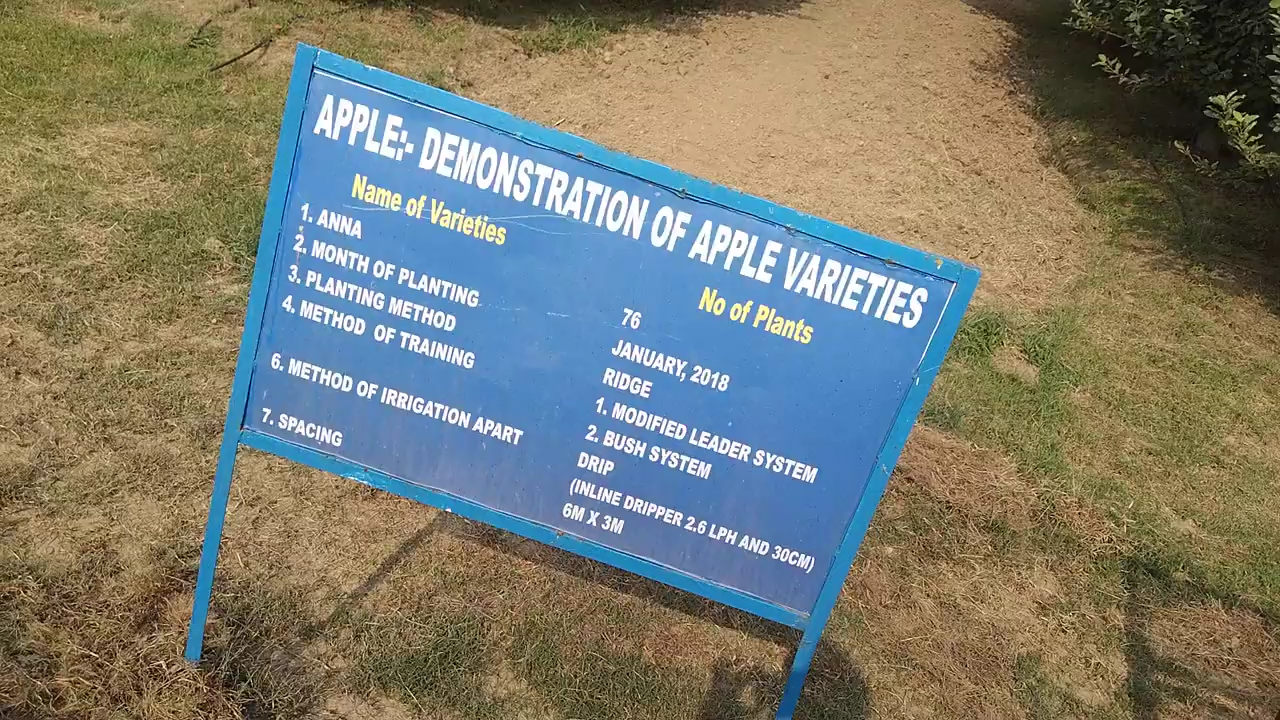 APPLE:- DEMONSTRATION OF APPLE VARIETIES
Name of Varieties No of Plants
1. ANNA 76
2. MONTH OF PLANTING JANUARY, 2018
3. PLANTING METHOD RIDGE
4. METHOD OF TRAINING 1. MODIFIED LEADER SYSTEM
2. BUSH SYSTEM
6. METHOD OF IRRIGATION APART DRIP
(INLINE DRIPPER 2.6 LPH AND 30CM)
7. SPACING 6M X 3M